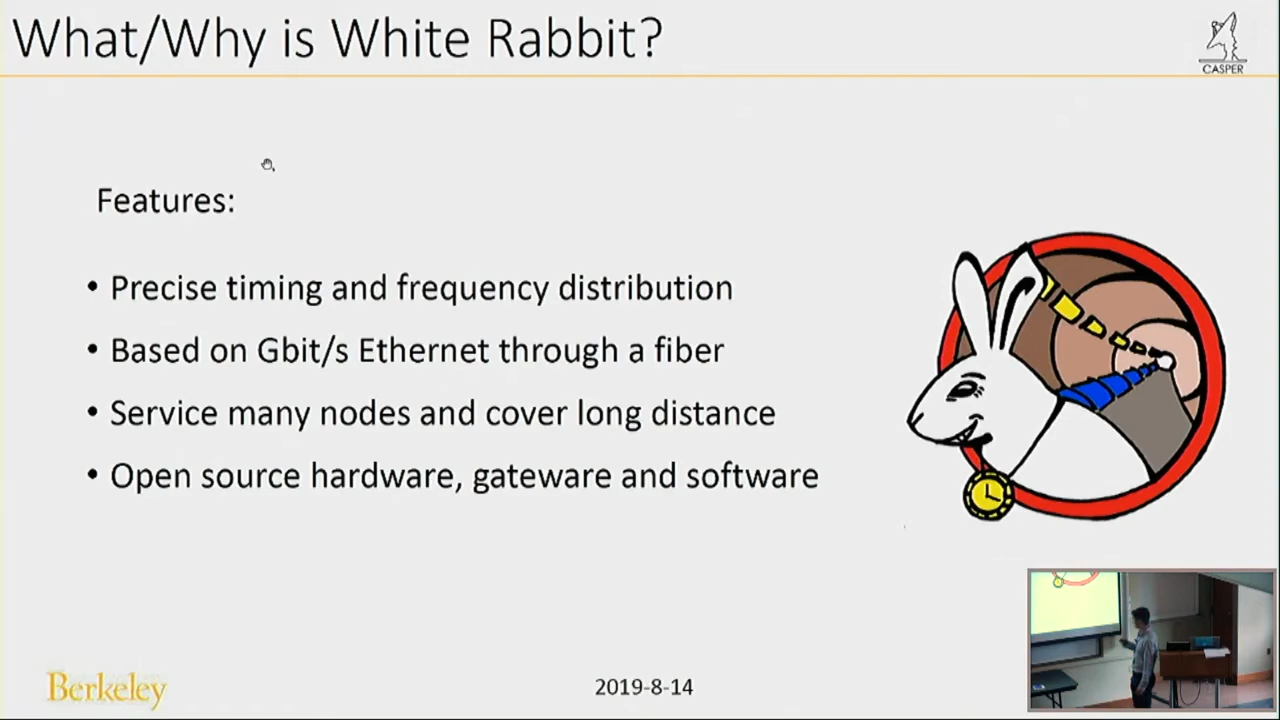 What/Why is White Rabbit?
CASPER
Features:
• Precise timing and frequency distribution
• Based on Gbit/s Ethernet through a fiber
• Service many nodes and cover long distance
• Open source hardware, gateware and software
Berkeley
2019-8-14